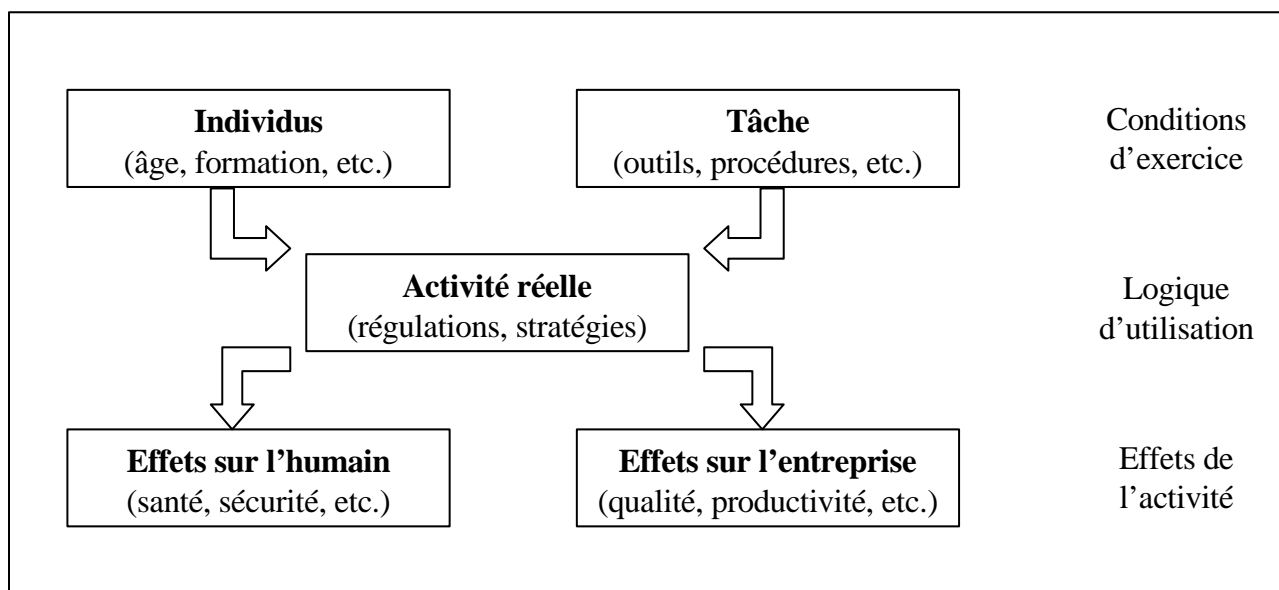 Individus
(âge, formation, etc.)
Tâche
(outils, procédures, etc.)
Conditions
d’exercice
Activité réelle
(régulations, stratégies)
Logique
d’utilisation
Effets sur l’humain
(santé, sécurité, etc.)
Effets sur l’entreprise
(qualité, productivité, etc.)
Effets de
l’activité